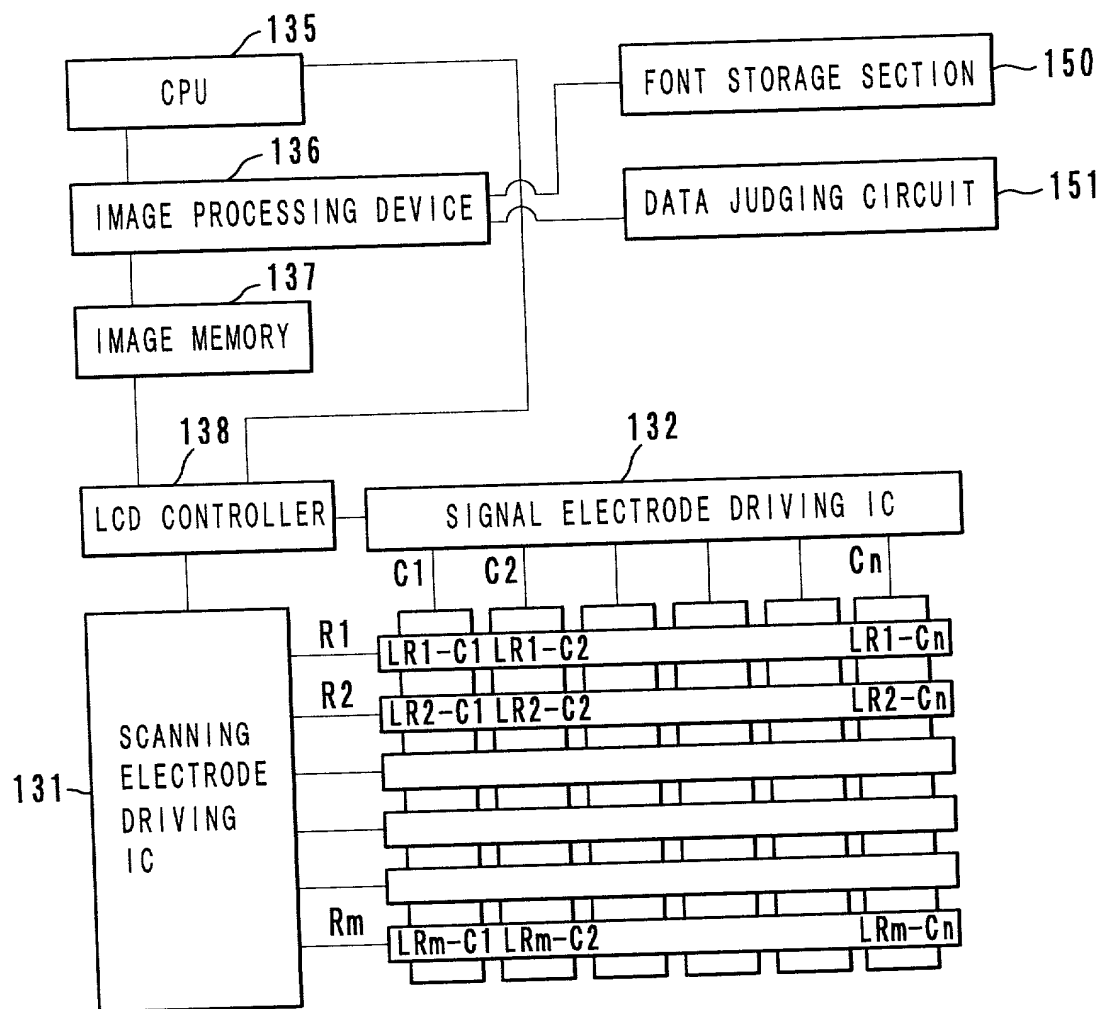 135
CPU
FONT STORAGE SECTION
150
136
IMAGE PROCESSING DEVICE
DATA JUDGING CIRCUIT
151
137
IMAGE MEMORY
138
132
LCD CONTROLLER
SIGNAL ELECTRODE DRIVING IC
C1 C2 Cn
R1
LR1-C1 LR1-C2 LR1-Cn
R2
LR2-C1 LR2-C2 LR2-Cn
131
SCANNING
ELECTRODE
DRIVING
IC
Rm
LRm-C1 LRm-C2 LRm-Cn